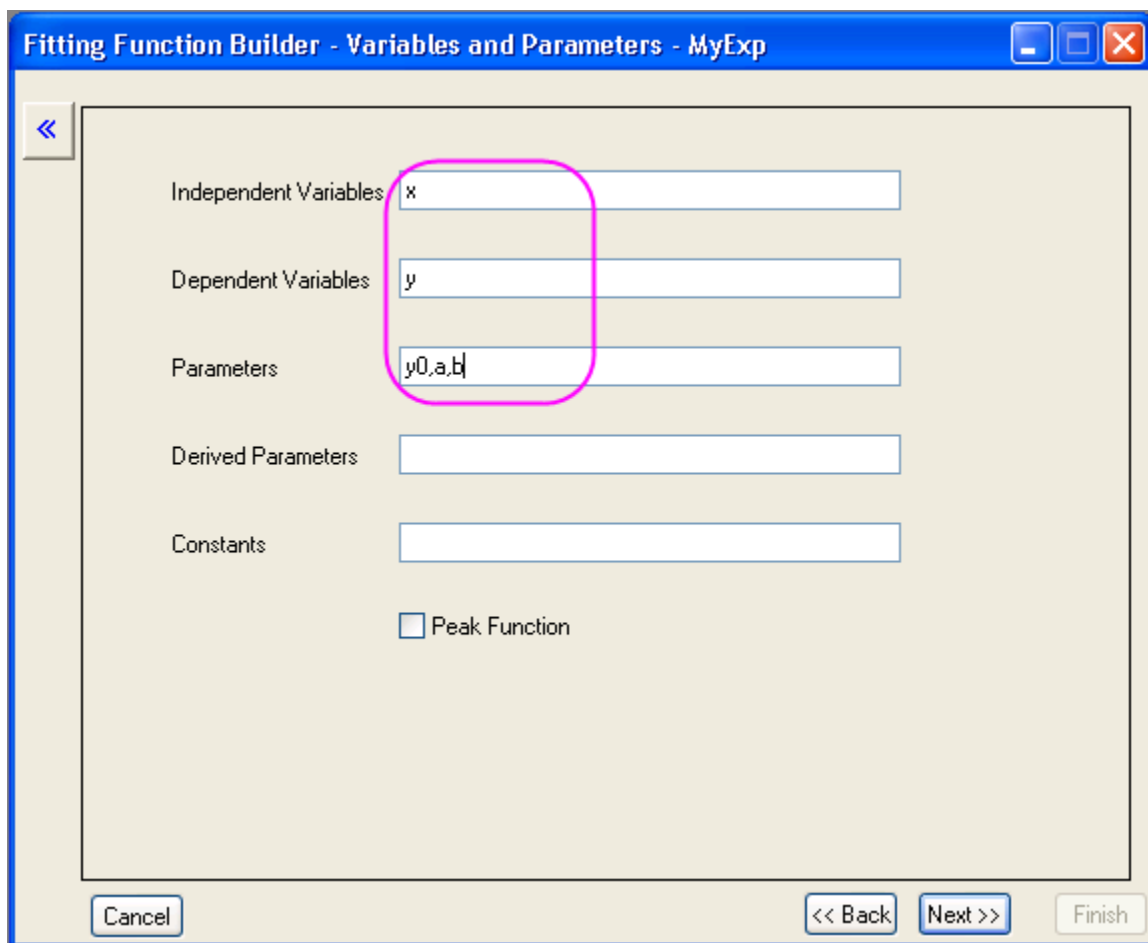 Fitting Function Builder - Variables and Parameters - MyExp
«
Independent Variables x
Dependent Variables y
Parameters y0,a,b
Derived Parameters
Constants
Peak Function
Cancel << Back Next >> Finish